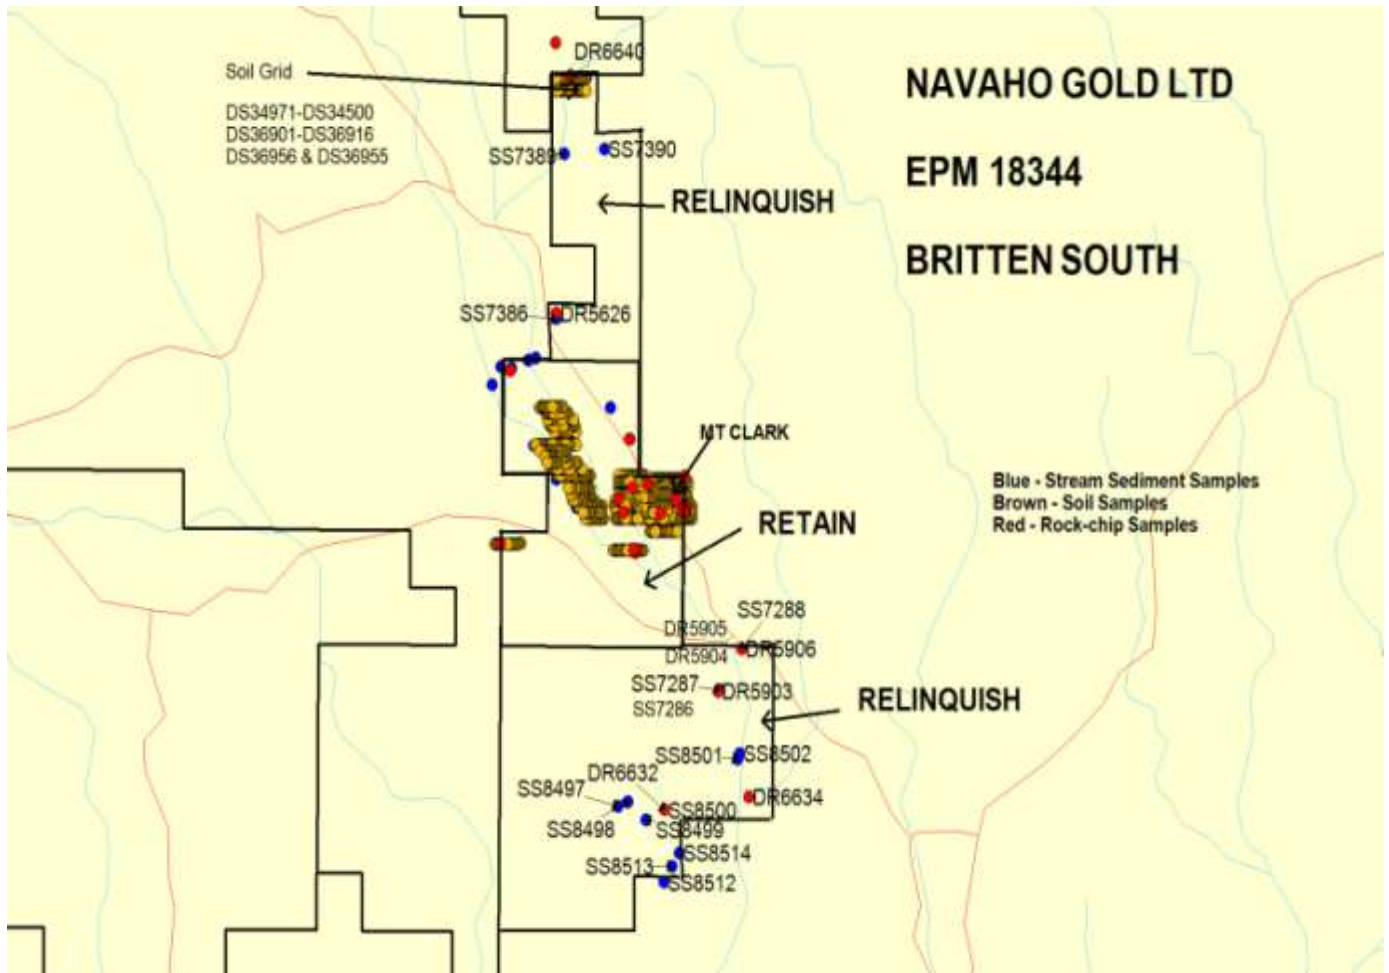 DR6640
Soil Grid
DS34971-DS34500
DS36901-DS36916
DS36956 & DS36955
NAVAHO GOLD LTD
EPM 18344
BRITTEN SOUTH
SS7389
SS7390
RELINQUISH
SS7386
DR5626
MT CLARK
Blue - Stream Sediment Samples
Brown - Soil Samples
Red - Rock-chip Samples
RETAIN
SS7288
DR5905
DR5906
DR5904
SS7287
DR5903
SS7286
RELINQUISH
SS8501
SS8502
DR6632
SS8497
DR6634
SS8500
SS8498
SS8499
SS8514
SS8513
SS8512